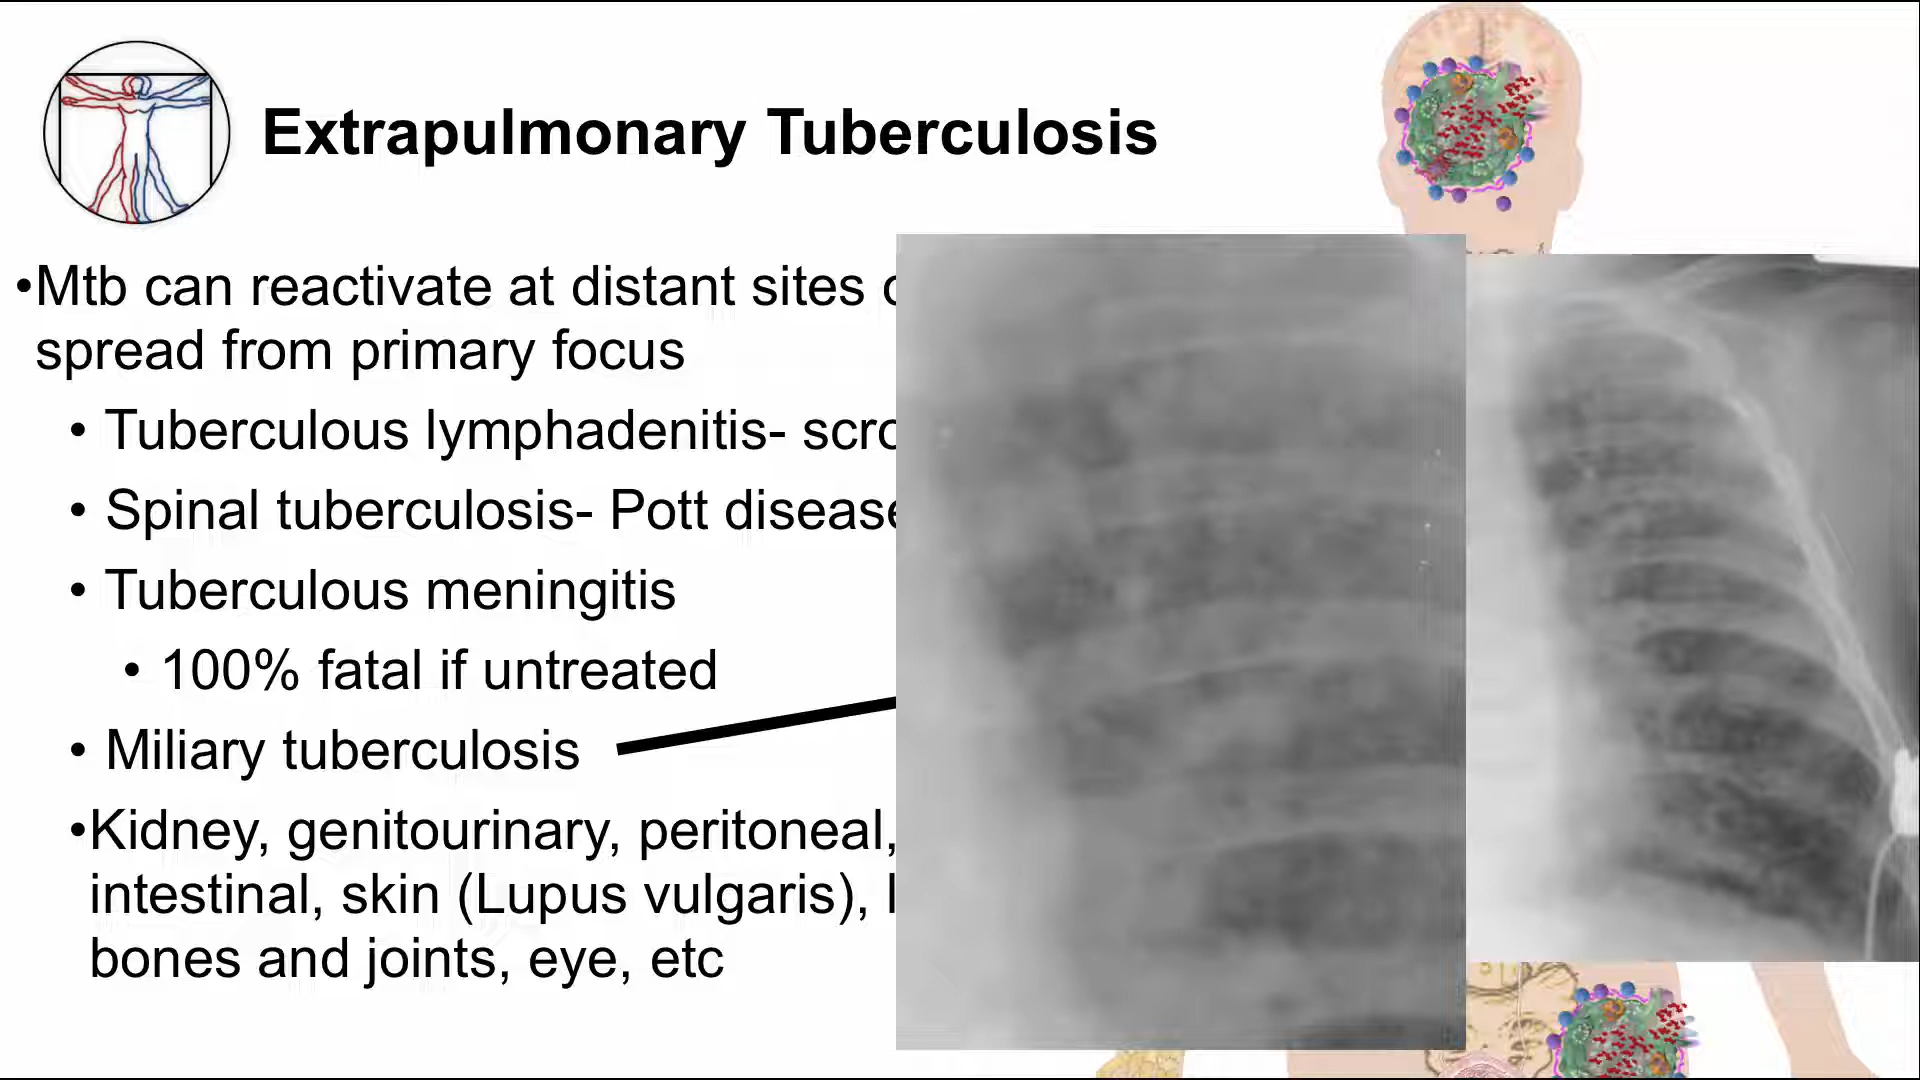 Extrapulmonary Tuberculosis
•Mtb can reactivate at distant sites
spread from primary focus
• Tuberculous lymphadenitis-
• Spinal tuberculosis- Pott disease
• Tuberculous meningitis
• 100% fatal if untreated
• Miliary tuberculosis
•Kidney, genitourinary, peritoneal,
intestinal, skin (Lupus vulgaris),
bones and joints, eye, etc